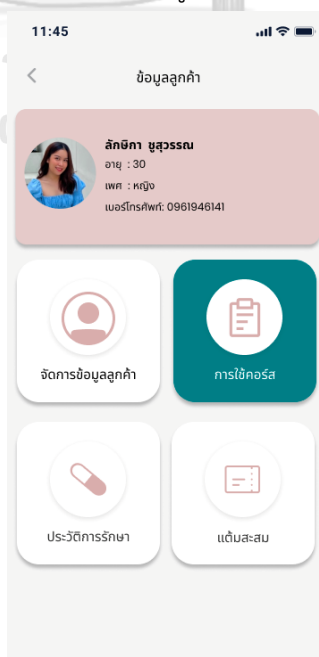 11:45
ข้อมูลลูกค้า
ลักษิกา ชูสุวรรณ
อายุ : 30
เพศ : หญิง
เบอร์โทรศัพท์: 0961946141
จัดการข้อมูลลูกค้า
การใช้คอร์ส
ประวัติการรักษา
แต้มสะสม